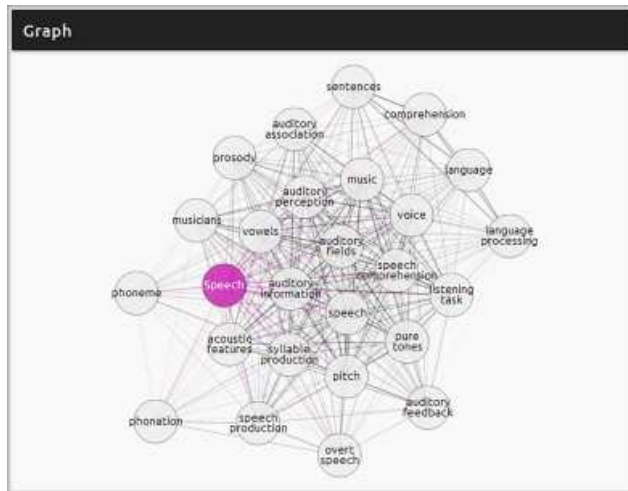 Graph
sentences
comprehension
auditory
association
prosody
language
music
auditory
perception
musicians
voice
vowels
language
processing
auditory
fields
speech
comprehension
Speech
auditory
information
phoneme
listening
task
speech
acoustic
features
syllable
production
pure
tones
pitch
auditory
feedback
phonation
speech
production
overt
speech